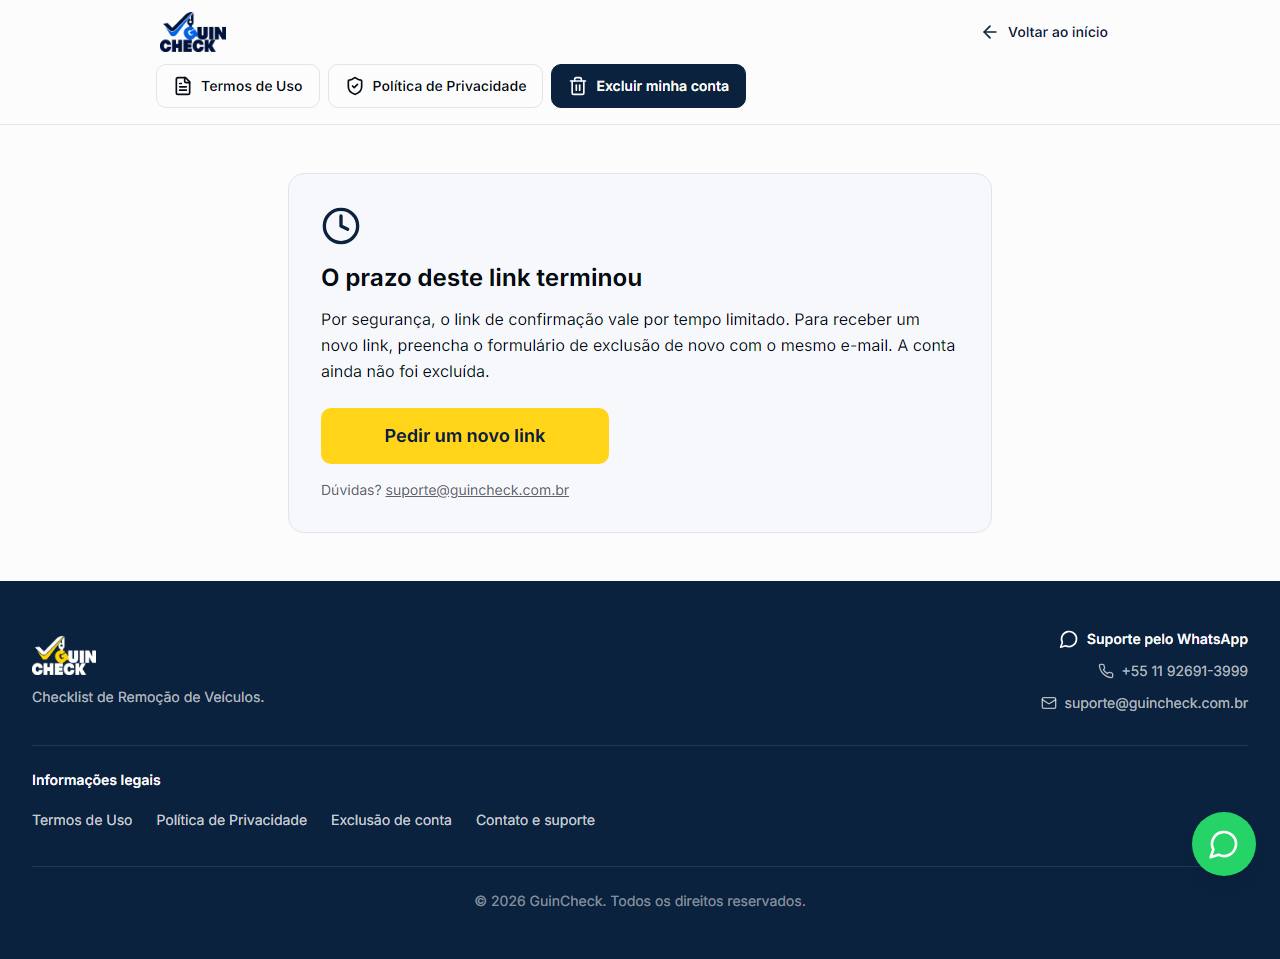 GUIN
CHECK
Voltar ao início
Termos de Uso
Política de Privacidade
Excluir minha conta
O prazo deste link terminou
Por segurança, o link de confirmação vale por tempo limitado. Para receber um
novo link, preencha o formulário de exclusão de novo com o mesmo e-mail. A conta
ainda não foi excluída.
Pedir um novo link
Dúvidas? suporte@guincheck.com.br
GUIN
CHECK
Checklist de Remoção de Veículos.
Suporte pelo WhatsApp
+55 11 92691-3999
suporte@guincheck.com.br
Informações legais
Termos de Uso
Política de Privacidade
Exclusão de conta
Contato e suporte
© 2026 GuinCheck. Todos os direitos reservados.